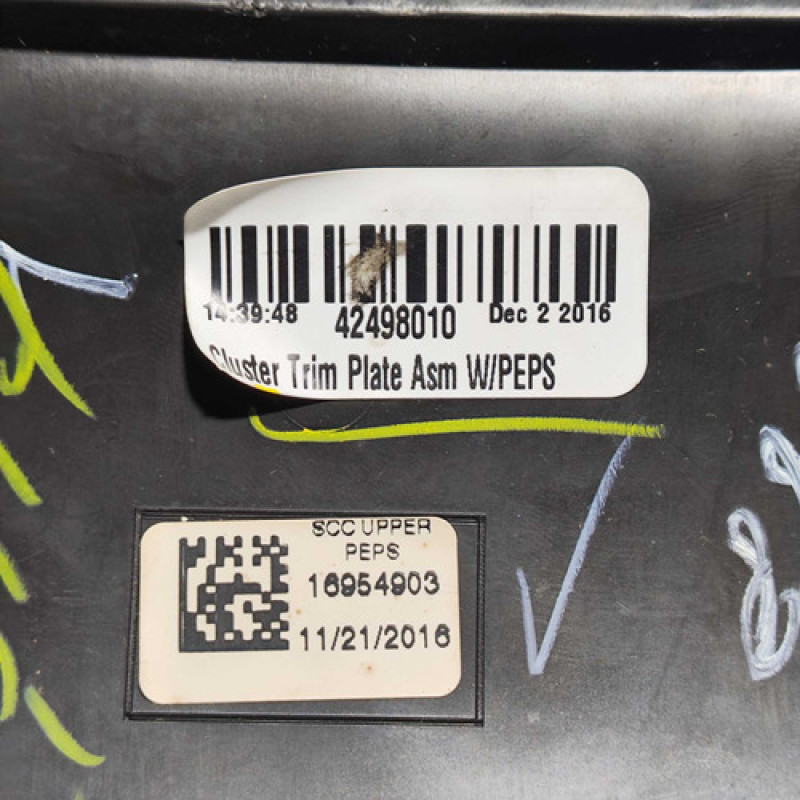 14:39:48 42498010 Dec 2 2016
Cluster Trim Plate Asm W/PEPS
SCC UPPER
PEPS
16954903
11/21/2016